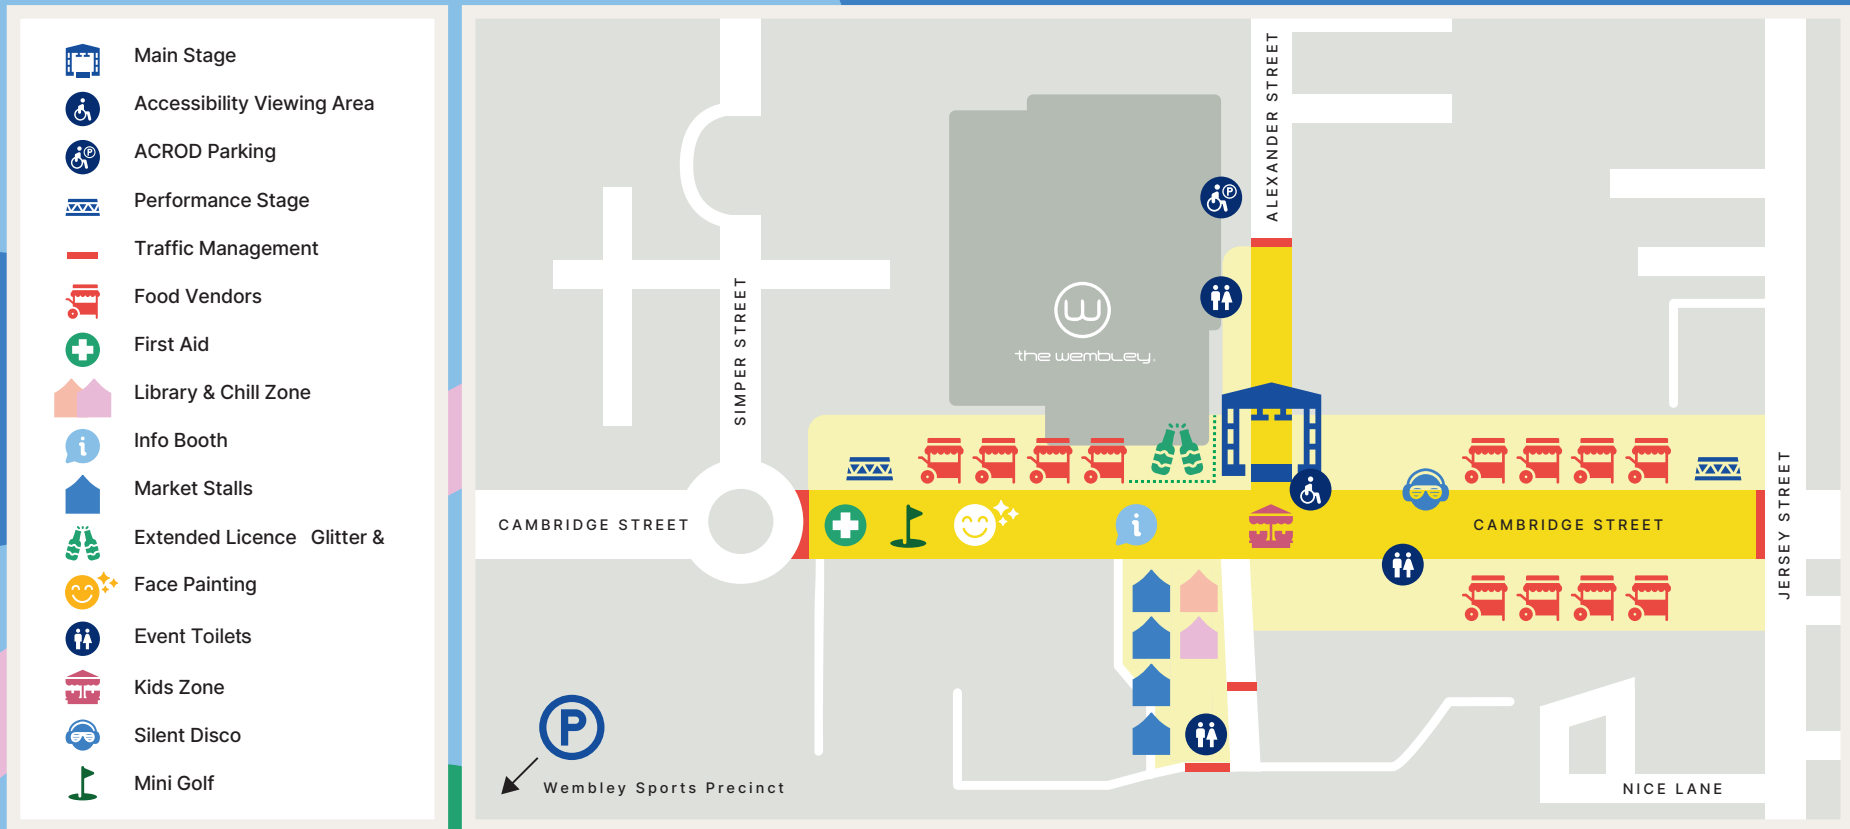 Main Stage
Accessibility Viewing Area
ACROD Parking
Performance Stage
Traffic Management
Food Vendors
First Aid
Library & Chill Zone
Info Booth
Market Stalls
Extended Licence Glitter &
Face Painting
Event Toilets
Kids Zone
Silent Disco
Mini Golf
ALEXANDER STREET
P
SIMPER STREET
the wembley.
JERSEY STREET
CAMBRIDGE STREET
i
CAMBRIDGE STREET
P
Wembley Sports Precinct
NICE LANE